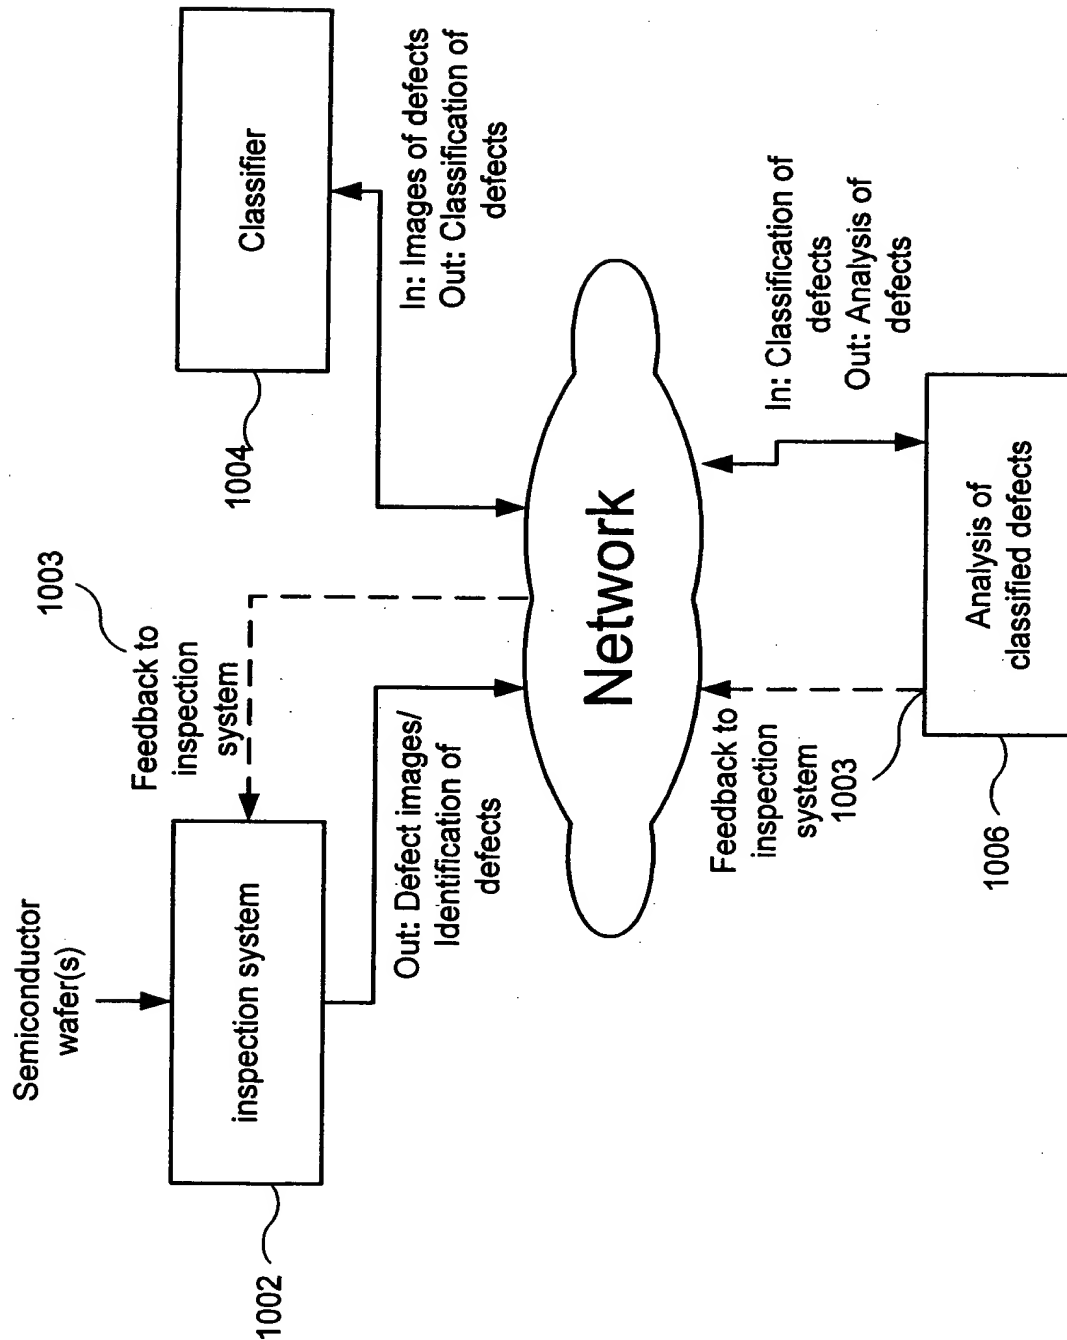 Semiconductor
wafer(s)
inspection system
1002
Feedback to
inspection
system
1003
Out: Defect images/
Identification of
defects
Classifier
1004
In: Images of defects
Out: Classification of
defects
Network
Feedback to
inspection
system
1003
In: Classification of
defects
Out: Analysis of
defects
Analysis of
classified defects
1006